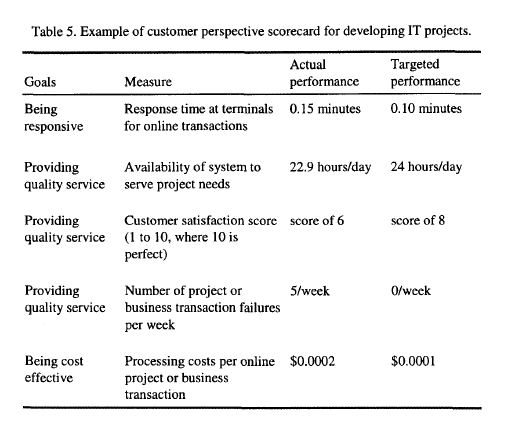 Table 5. Example of customer perspective scorecard for developing IT projects.
Actual Targeted
Goals Measure performance performance
Being Response time at terminals 0.15 minutes 0.10 minutes
responsive for online transactions
Providing Availability of system to 22.9 hours/day 24 hours/day
quality service serve project needs
Providing Customer satisfaction score score of 6 score of 8
quality service (1 to 10, where 10 is
perfect)
Providing Number of project or 5/week 0/week
quality service business transaction failures
per week
Being cost Processing costs per online $0.0002 $0.0001
effective project or business
transaction